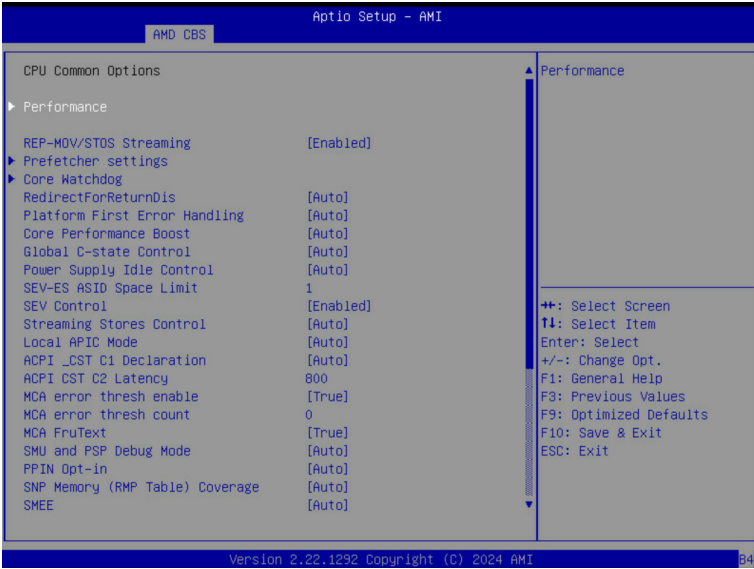 Aptio Setup – AMI
AMD CBS
CPU Common Options
Performance
REP-MOV/STOS Streaming [Enabled]
Prefetcher settings
Core Watchdog
RedirectForReturnDis [Auto]
Platform First Error Handling [Auto]
Core Performance Boost [Auto]
Global C-state Control [Auto]
Power Supply Idle Control [Auto]
SEV-ES ASID Space Limit 1
SEV Control [Enabled]
Streaming Stores Control [Auto]
Local APIC Mode [Auto]
ACPI _CST C1 Declaration [Auto]
ACPI CST C2 Latency 800
MCA error thresh enable [True]
MCA error thresh count 0
MCA FruText [True]
SMU and PSP Debug Mode [Auto]
PPIN Opt-in [Auto]
SNP Memory (RMP Table) Coverage [Auto]
SMEE [Auto]
Performance
→←: Select Screen
↑↓: Select Item
Enter: Select
+/-: Change Opt.
F1: General Help
F3: Previous Values
F9: Optimized Defaults
F10: Save & Exit
ESC: Exit
Version 2.22.1292 Copyright (C) 2024 AMI
B4